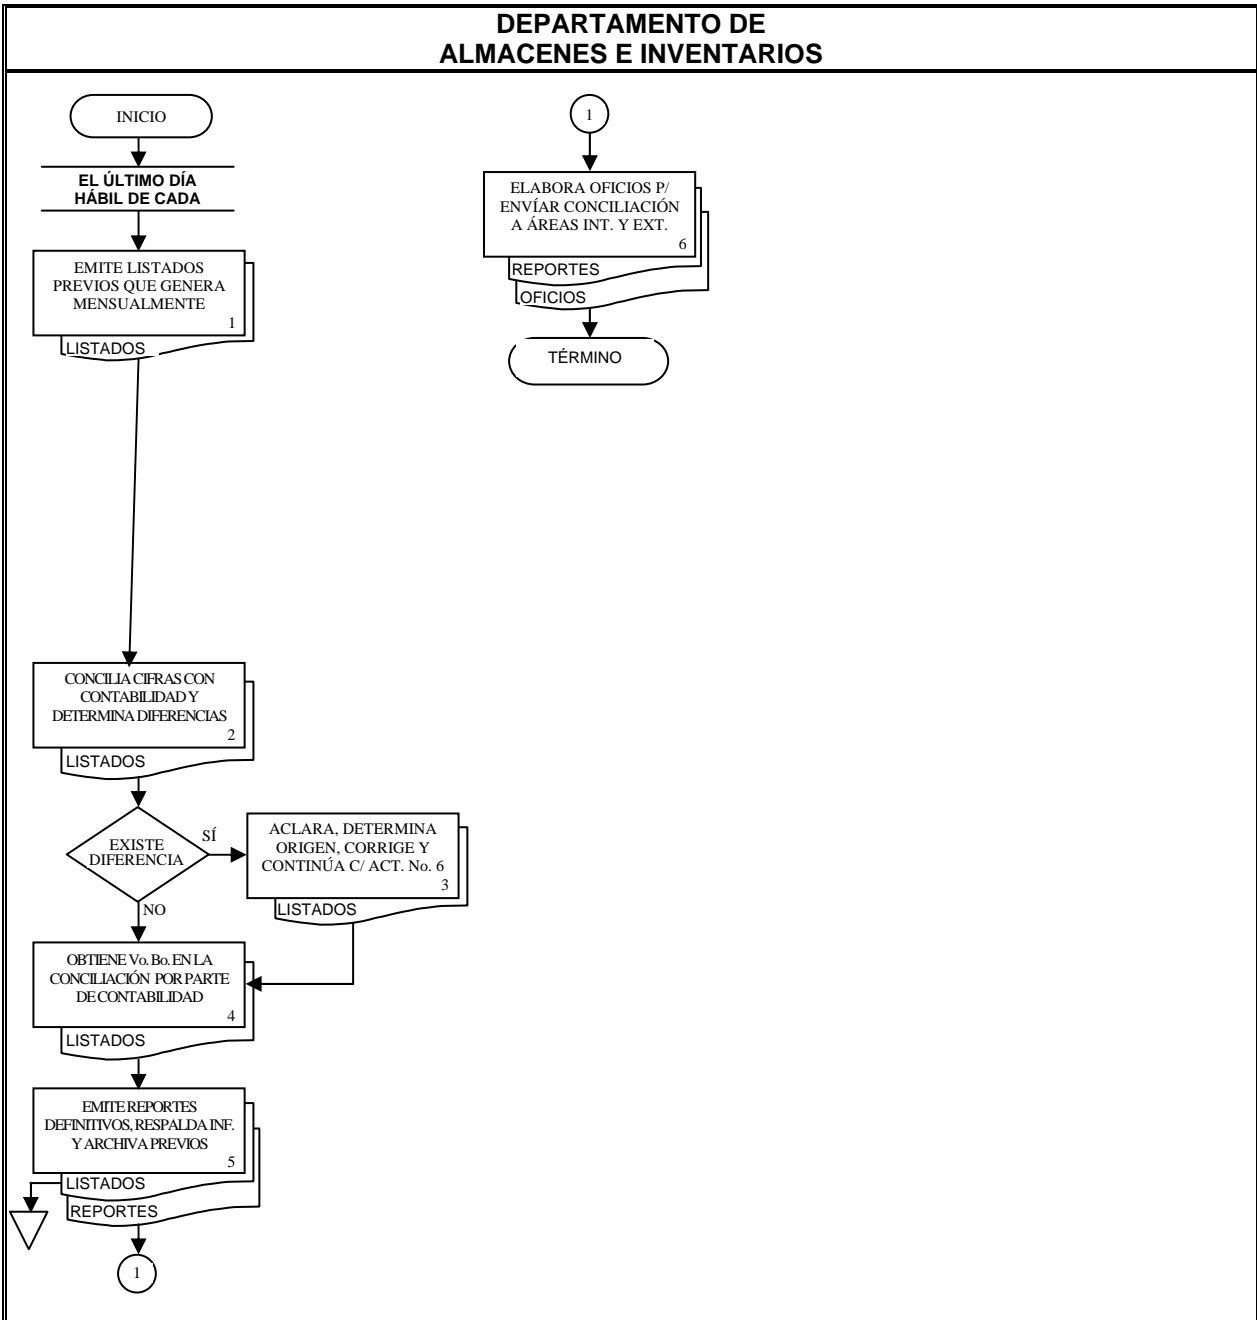 DEPARTAMENTO DE
ALMACENES E INVENTARIOS
INICIO
EL ÚLTIMO DÍA
HÁBIL DE CADA
EMITE LISTADOS
PREVIOS QUE GENERA
MENSUALMENTE
1
LISTADOS
CONCILIA CIFRAS CON
CONTABILIDAD Y
DETERMINA DIFERENCIAS
2
LISTADOS
EXISTE
DIFERENCIA
SÍ
NO
ACLARA, DETERMINA
ORIGEN, CORRIGE Y
CONTINÚA C/ ACT. No. 6
3
LISTADOS
OBTIENE Vo. Bo. EN LA
CONCILIACIÓN POR PARTE
DE CONTABILIDAD
4
LISTADOS
EMITE REPORTES
DEFINITIVOS, RESPALDA INF.
Y ARCHIVA PREVIOS
5
LISTADOS
REPORTES
1
1
ELABORA OFICIOS P/
ENVÍAR CONCILIACIÓN
A ÁREAS INT. Y EXT.
6
REPORTES
OFICIOS
TÉRMINO